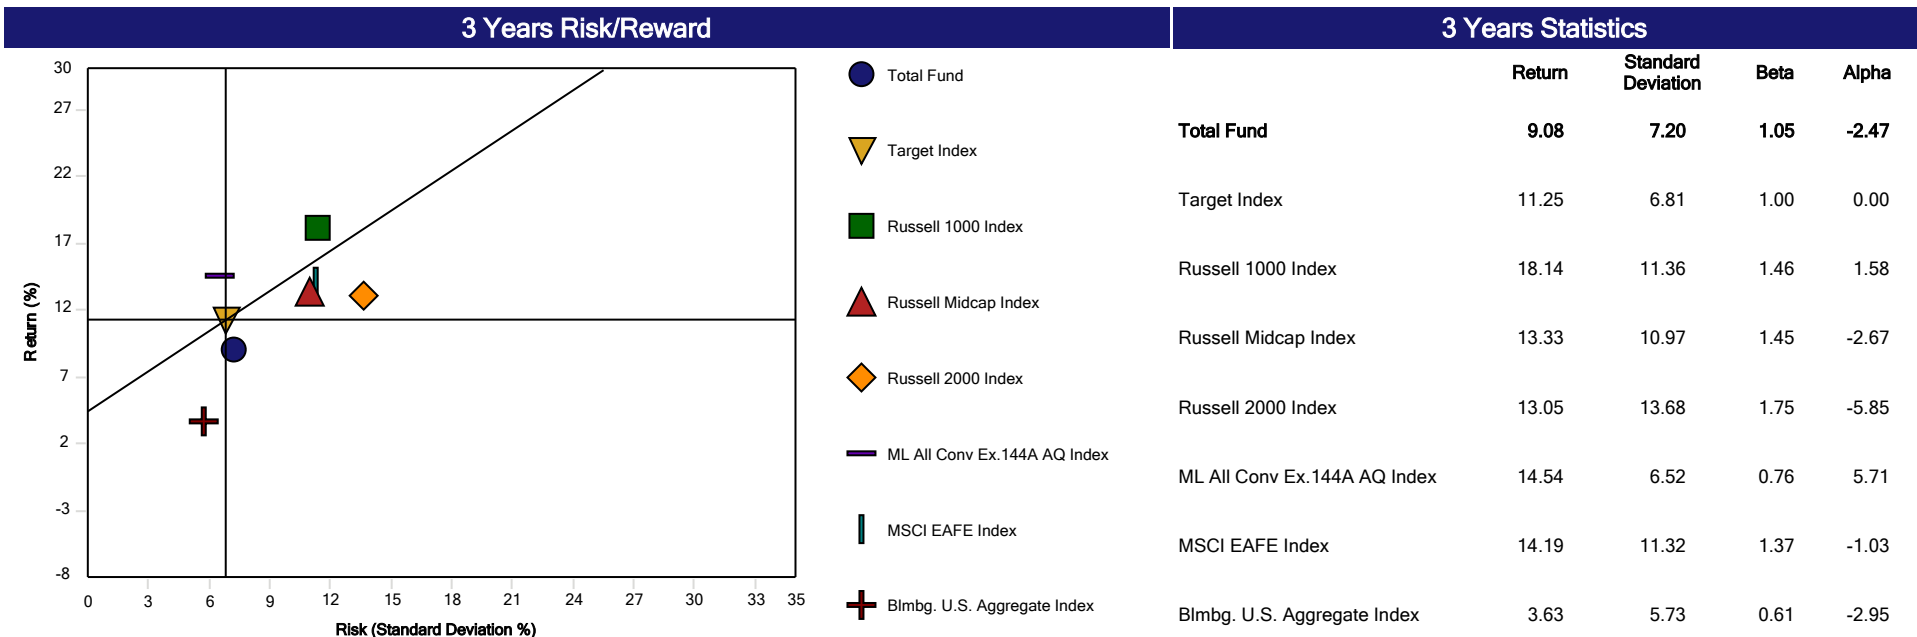 3 Years Risk/Reward
30
27
22
17
12
7
2
-3
-8
Return (%)
0 3 6 9 12 15 18 21 24 27 30 33 35
Risk (Standard Deviation %)
Total Fund
Target Index
Russell 1000 Index
Russell Midcap Index
Russell 2000 Index
ML All Conv Ex.144A AQ Index
MSCI EAFE Index
Blmbg. U.S. Aggregate Index
3 Years Statistics
Return Standard Deviation Beta Alpha
Total Fund 9.08 7.20 1.05 -2.47
Target Index 11.25 6.81 1.00 0.00
Russell 1000 Index 18.14 11.36 1.46 1.58
Russell Midcap Index 13.33 10.97 1.45 -2.67
Russell 2000 Index 13.05 13.68 1.75 -5.85
ML All Conv Ex.144A AQ Index 14.54 6.52 0.76 5.71
MSCI EAFE Index 14.19 11.32 1.37 -1.03
Blmbg. U.S. Aggregate Index 3.63 5.73 0.61 -2.95